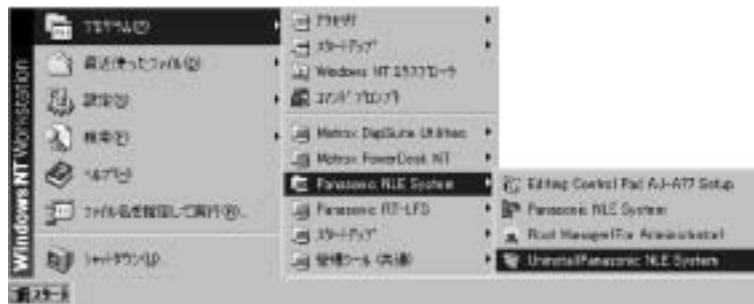 Windows NT Workstation
プログラム(P)
最近使ったファイル(D)
設定(S)
検索(F)
ヘルプ(H)
ファイル名を指定して実行(R)...
シャットダウン(U)...
スタート
アクセサリ
スタートアップ
Windows NT エクスプローラ
コマンド プロンプト
Matrox DigiSuite Utilities
Matrox PowerDesk NT
Panasonic NLE System
Panasonic RT-LFS
スタートアップ
管理ツール (共通)
Editing Control Pad AJ-A77 Setup
Panasonic NLE System
Root Manager(For Administrator)
UninstallPanasonic NLE System